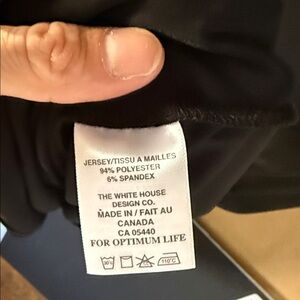 JERSEY/TISSU A MAILLES
94% POLYESTER
6% SPANDEX
THE WHITE HOUSE
DESIGN CO.
MADE IN / FAIT AU
CANADA
CA 05440
FOR OPTIMUM LIFE